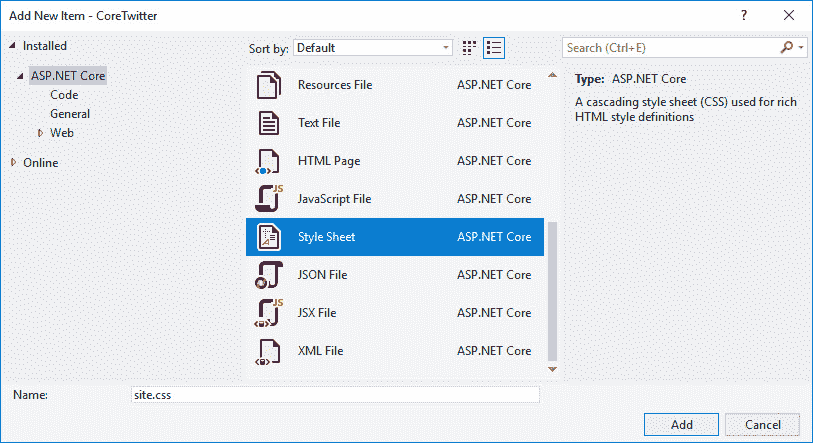 Add New Item - CoreTwitter
Installed
Sort by: Default
Search (Ctrl+E)
ASP.NET Core
Code
General
Web
Online
Resources File ASP.NET Core
Text File ASP.NET Core
HTML Page ASP.NET Core
JS
JavaScript File ASP.NET Core
Style Sheet ASP.NET Core
JSON File ASP.NET Core
JS
JSX File ASP.NET Core
XML File ASP.NET Core
Type: ASP.NET Core
A cascading style sheet (CSS) used for rich
HTML style definitions
Name: site.css
Add Cancel